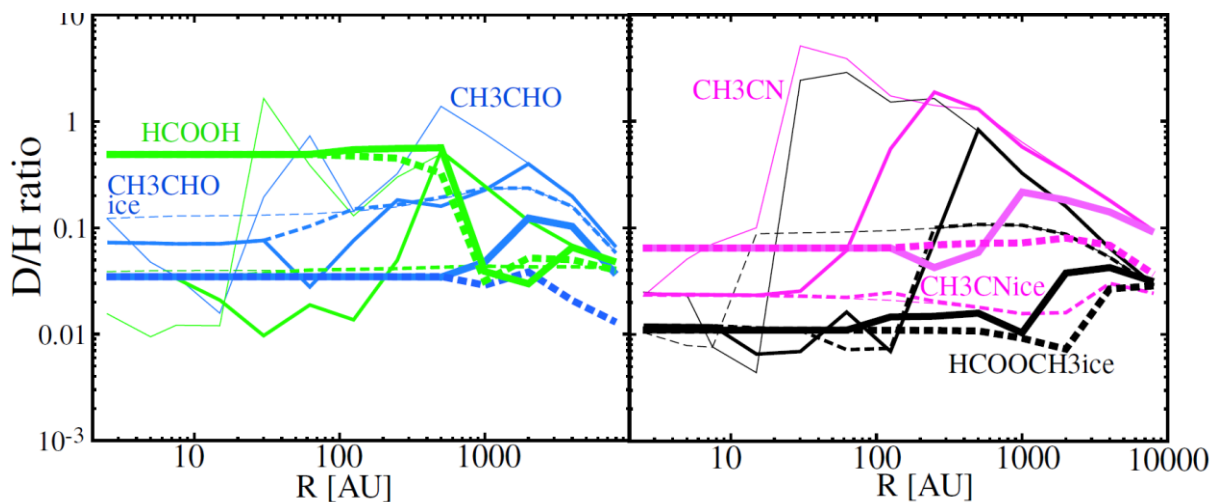 D/H ratio
10
1
0.1
0.01
10-3
HCOOH
CH3CHO
CH3CHO
ice
10
100
1000
R [AU]
CH3CN
CH3CNice
HCOOCH3ice
10
100
1000
10000
R [AU]